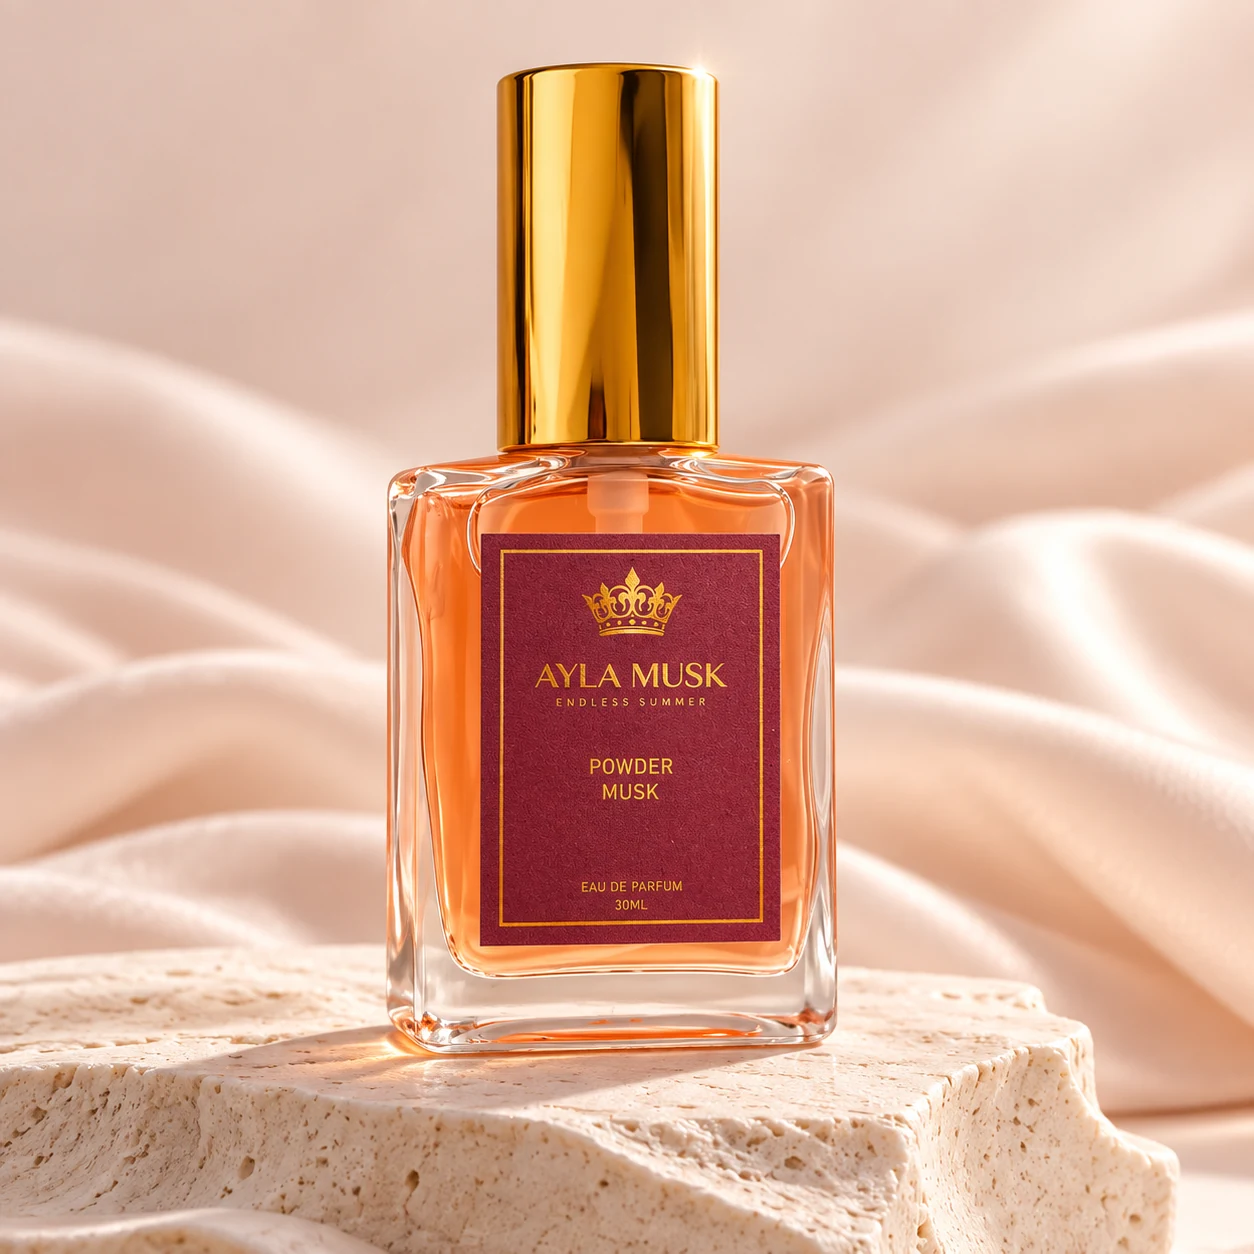 AYLA MUSK
ENDLESS SUMMER
POWDER
MUSK
EAU DE PARFUM
30ML